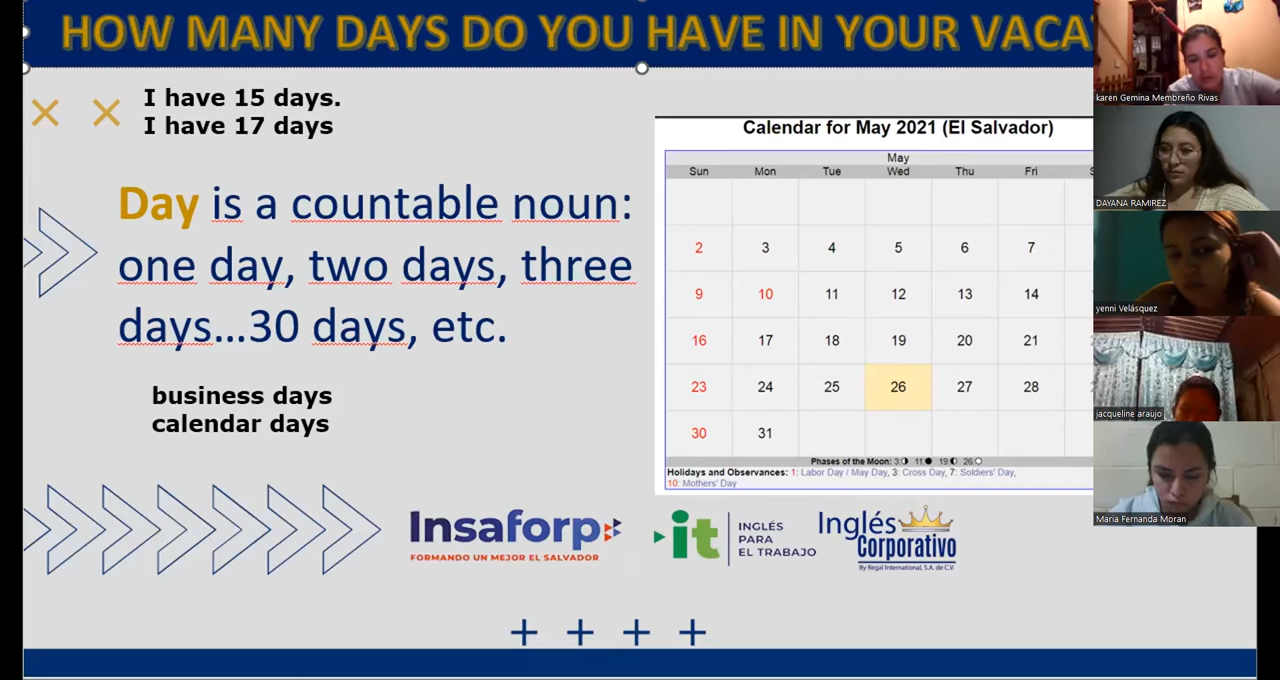 HOW MANY DAYS DO YOU HAVE IN YOUR VACA
I have 15 days.
I have 17 days
Day is a countable noun:
one day, two days, three
days...30 days, etc.
business days
calendar days
Calendar for May 2021 (El Salvador)
May
Sun Mon Tue Wed Thu Fri S
2 3 4 5 6 7
9 10 11 12 13 14
16 17 18 19 20 21
23 24 25 26 27 28
30 31
Phases of the Moon: 3: 11: 19: 26:
Holidays and Observances: 1: Labor Day / May Day, 3: Cross Day, 7: Soldiers' Day,
10: Mothers' Day
Insaforp
FORMANDO UN MEJOR EL SALVADOR
it
INGLÉS
PARA
EL TRABAJO
Inglés
Corporativo
By Regal International, S.A. de C.V.
karen Gemina Membreño Rivas
DAYANA RAMIREZ
yenni Velásquez
jacqueline araujo
Maria Fernanda Moran